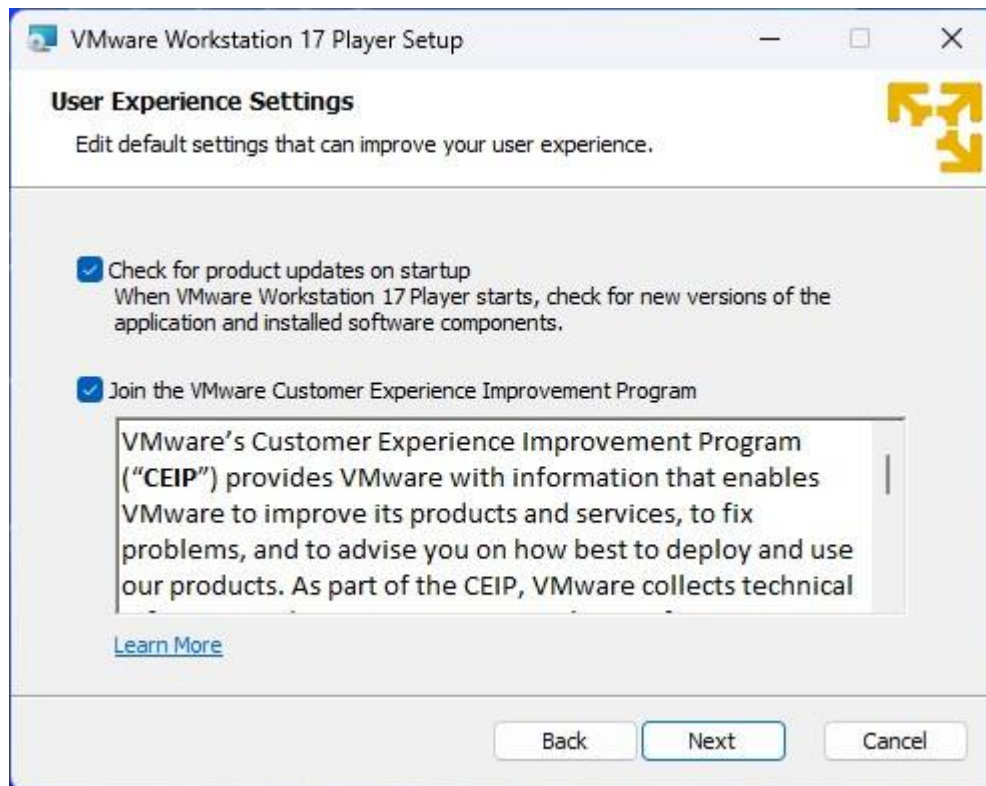 VMware Workstation 17 Player Setup
User Experience Settings
Edit default settings that can improve your user experience.
Check for product updates on startup
When VMware Workstation 17 Player starts, check for new versions of the
application and installed software components.
Join the VMware Customer Experience Improvement Program
VMware’s Customer Experience Improvement Program
(“CEIP”) provides VMware with information that enables
VMware to improve its products and services, to fix
problems, and to advise you on how best to deploy and use
our products. As part of the CEIP, VMware collects technical
Learn More
Back
Next
Cancel